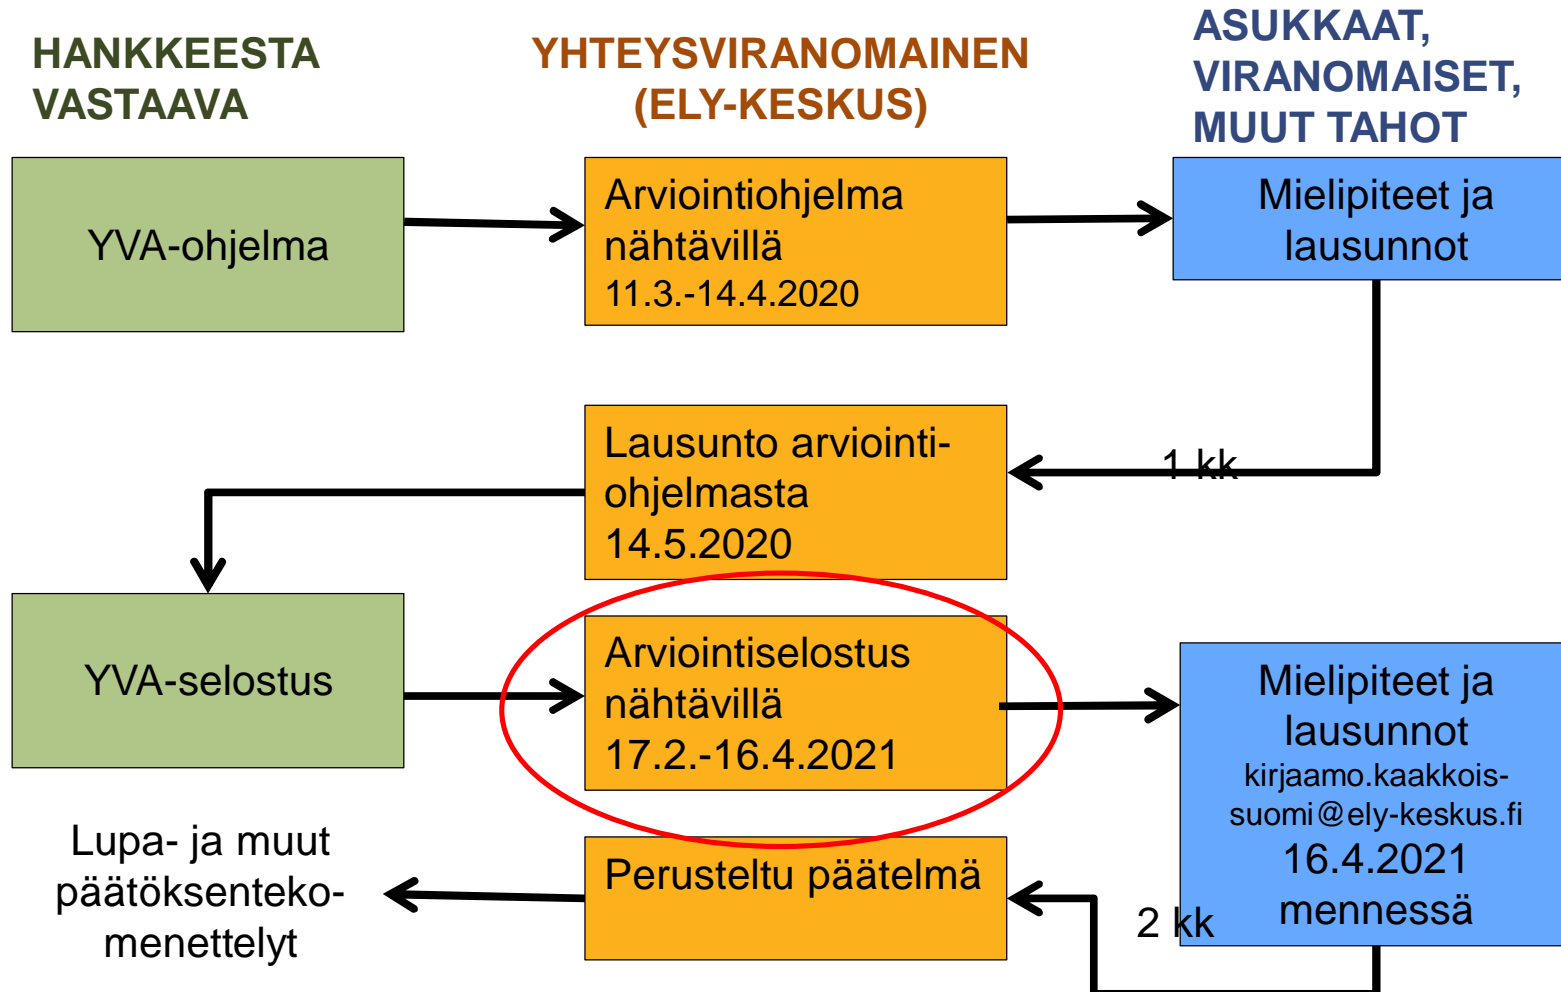 HANKKEESTA
VASTAAVA
YHTEYSVIRANOMAINEN
(ELY-KESKUS)
ASUKKAAT,
VIRANOMAISET,
MUUT TAHOT
YVA-ohjelma
Arviointiohjelma
nähtävillä
11.3.-14.4.2020
Mielipiteet ja
lausunnot
Lausunto arviointi-
ohjelmasta
14.5.2020
1 kk
YVA-selostus
Arviointiselostus
nähtävillä
17.2.-16.4.2021
Mielipiteet ja
lausunnot
kirjaamo.kaakkois-
suomi@ely-keskus.fi
16.4.2021
mennessä
Lupa- ja muut
päätöksenteko-
menettelyt
Perusteltu päätelmä
2 kk